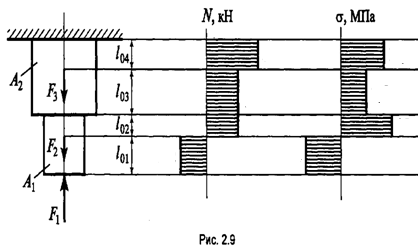 N, кН
σ, МПа
A₂
l₀₄
F₃
l₀₃
l₀₂
F₂
l₀₁
A₁
F₁
Рис. 2.9